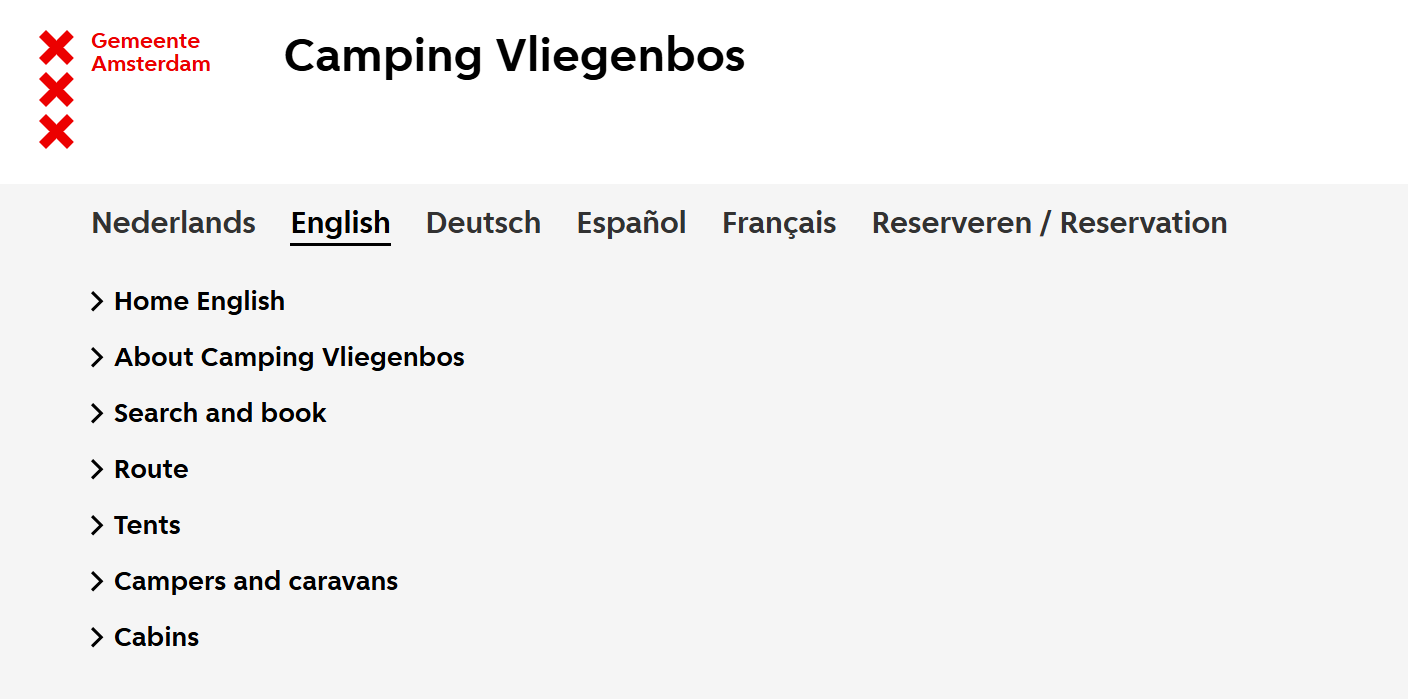 Gemeente
Amsterdam
Camping Vliegenbos
Nederlands English Deutsch Español Français Reserveren / Reservation
Home English
About Camping Vliegenbos
Search and book
Route
Tents
Campers and caravans
Cabins